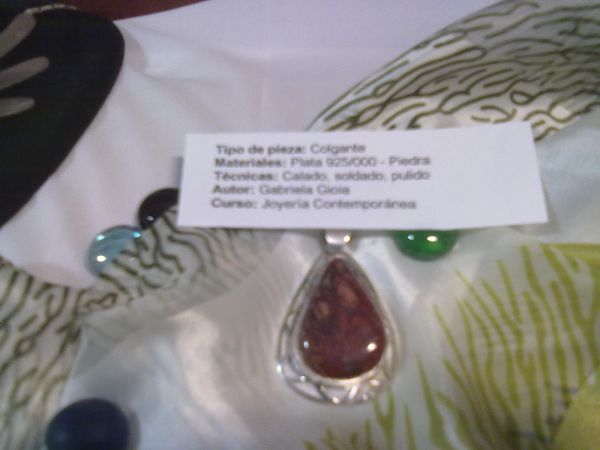 Tipo de pieza: Colgante
Materiales: Plata 925/000 - Piedra
Técnicas: Calado, soldado, pulido
Autor: Gabriela Gioia
Curso: Joyería Contemporánea